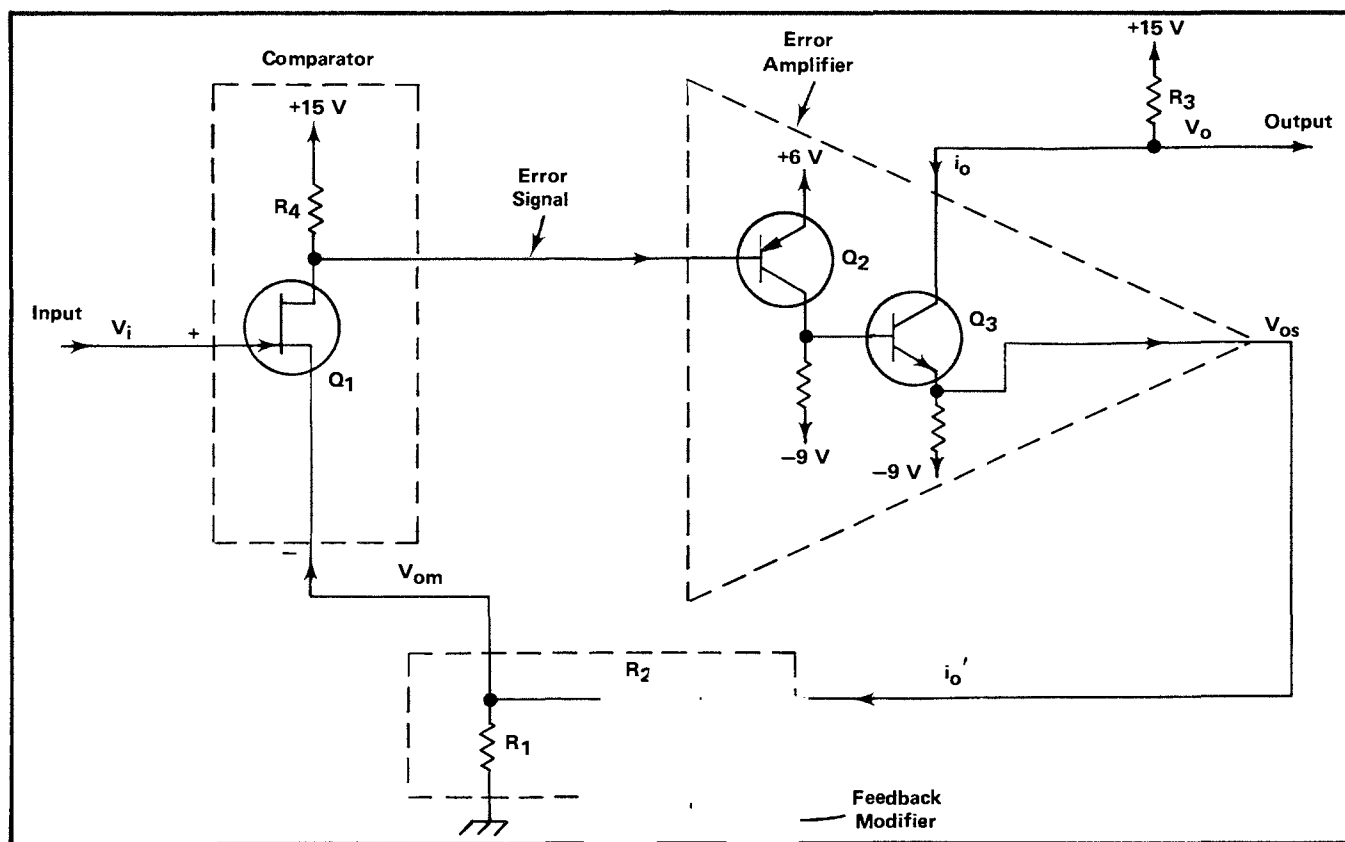 Comparator
+15 V
R4
Input
Vi
+
Q1
−
Vom
Error
Signal
Error
Amplifier
+6 V
Q2
−9 V
Q3
−9 V
io
+15 V
R3
Vo
Output
Vos
io'
R2
R1
Feedback
Modifier